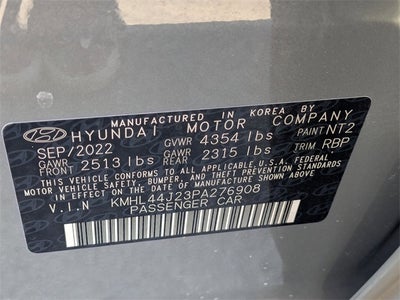 MANUFACTURED IN KOREA BY
HYUNDAI MOTOR COMPANY
SEP/2022 GVWR 4354 lbs PAINT NT2
GAWR FRONT 2513 lbs GAWR REAR 2315 lbs TRIM RBP
THIS VEHICLE CONFORMS TO ALL APPLICABLE U.S.A. FEDERAL
MOTOR VEHICLE SAFETY, BUMPER, AND THEFT PREVENTION STANDARDS
IN EFFECT ON THE DATE OF MANUFACTURE SHOWN ABOVE.
V.I.N KMHL44J23PA276908
PASSENGER CAR